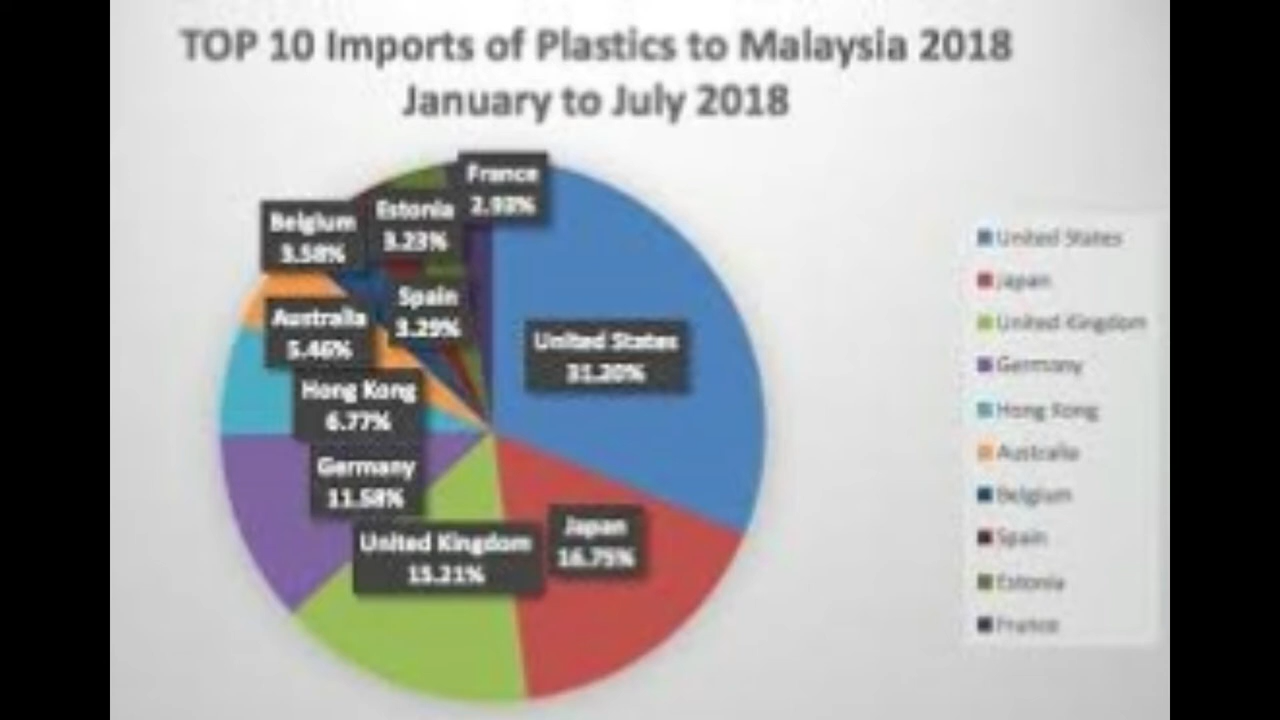 TOP 10 Imports of Plastics to Malaysia 2018
January to July 2018
France
2.93%
Belgium
3.58%
Estonia
3.23%
Spain
3.29%
Australia
5.46%
United States
31.20%
Hong Kong
6.77%
Germany
11.58%
United Kingdom
15.21%
Japan
16.75%
United States
Japan
United Kingdom
Germany
Hong Kong
Australia
Belgium
Spain
Estonia
France